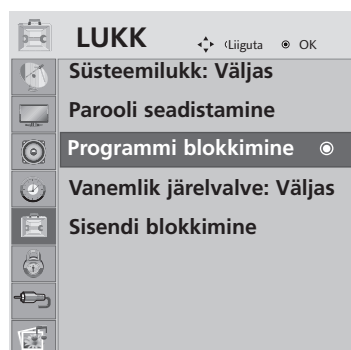 LUKK Liiguta OK
Süsteemilukk: Väljas
Parooli seadistamine
Programmi blokkimine
Vanemlik järelvalve: Väljas
Sisendi blokkimine